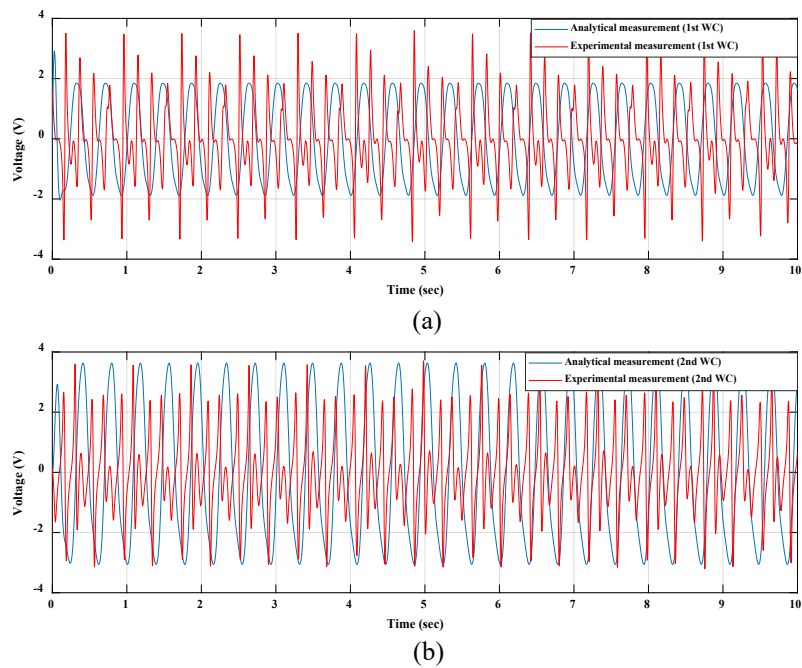 4
Analytical measurement (1st WC)
Experimental measurement (1st WC)
2
0
-2
-4
Voltage (V)
0 1 2 3 4 5 6 7 8 9 10
Time (sec)
(a)
4
Analytical measurement (2nd WC)
Experimental measurement (2nd WC)
2
0
-2
-4
Voltage (V)
0 1 2 3 4 5 6 7 8 9 10
Time (sec)
(b)